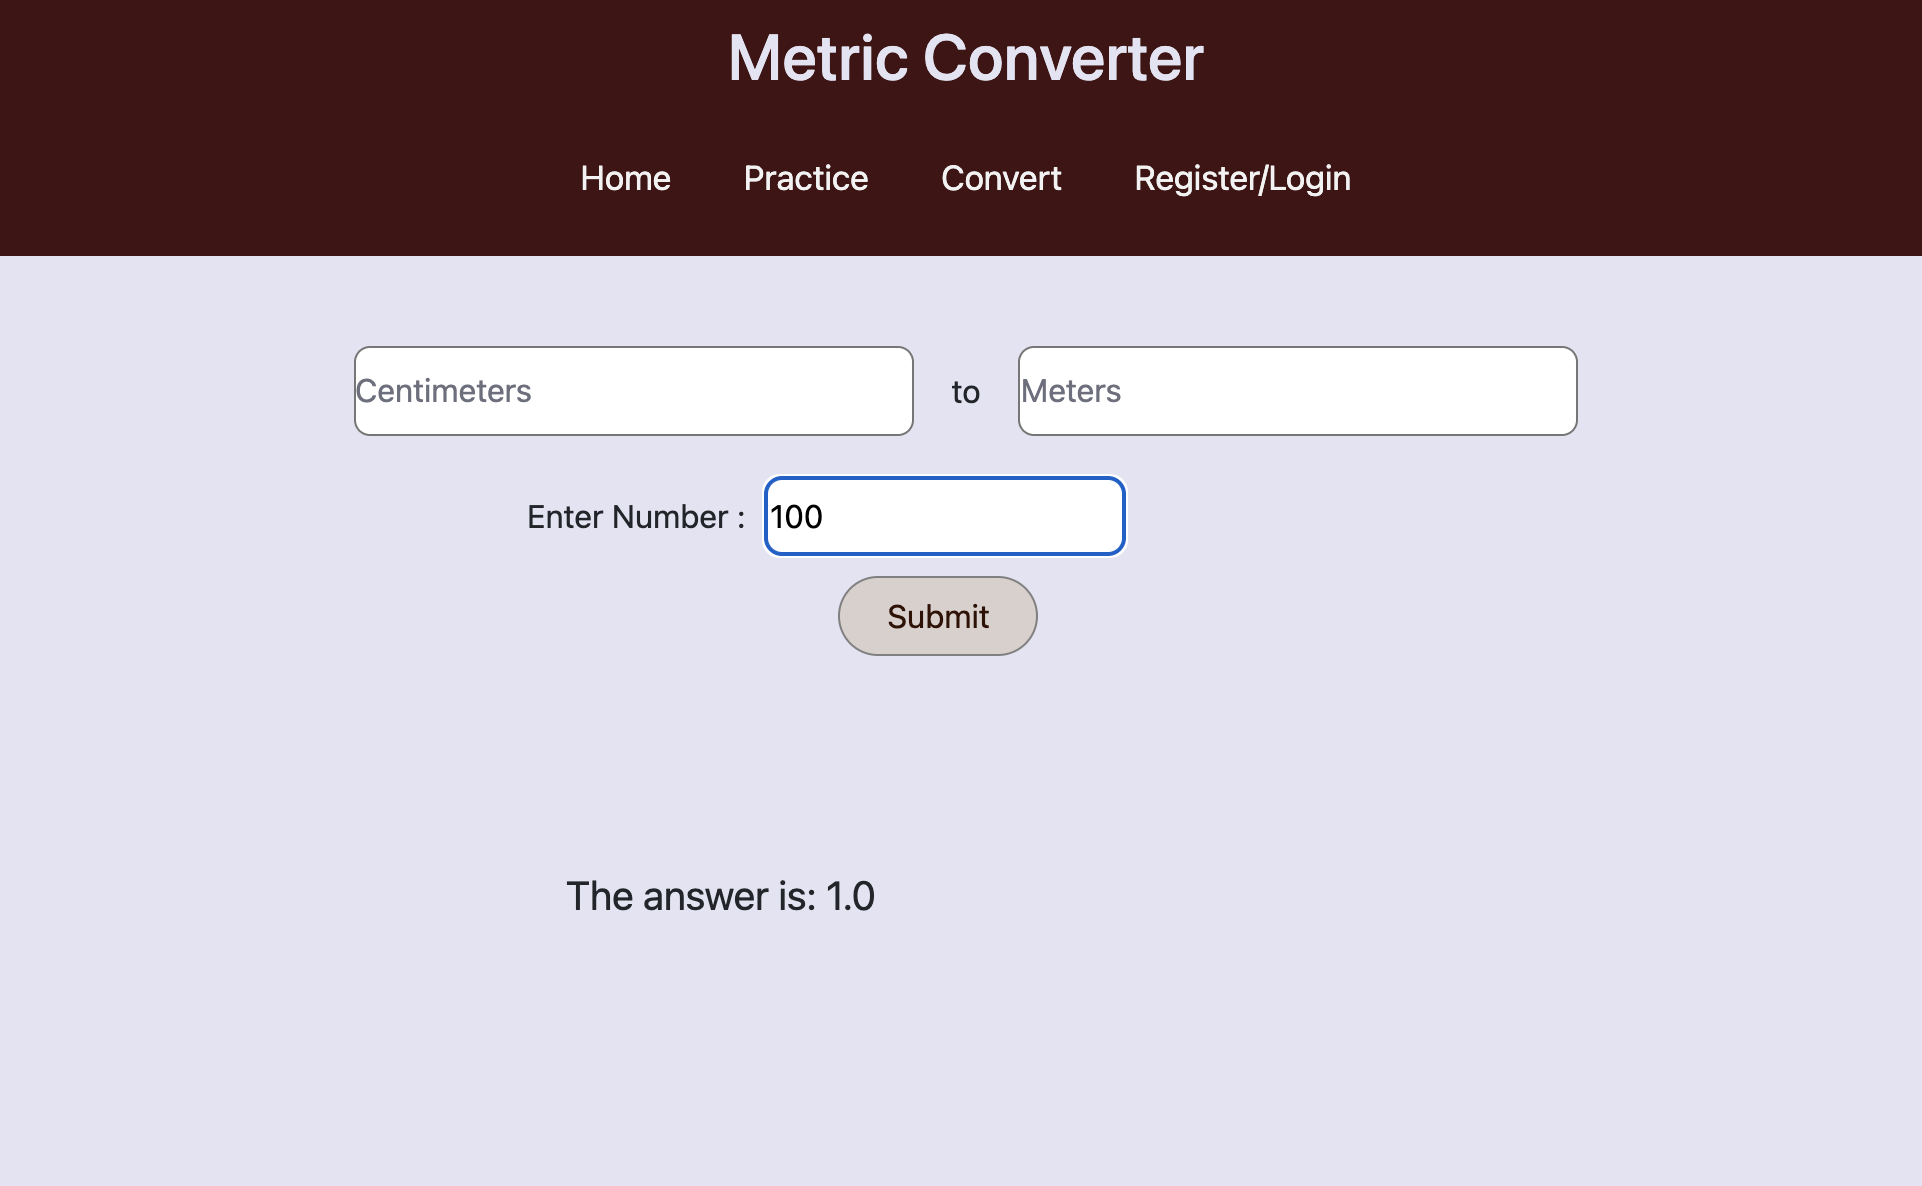 Metric Converter
Home Practice Convert Register/Login
Centimeters to Meters
Enter Number : 100
Submit
The answer is: 1.0